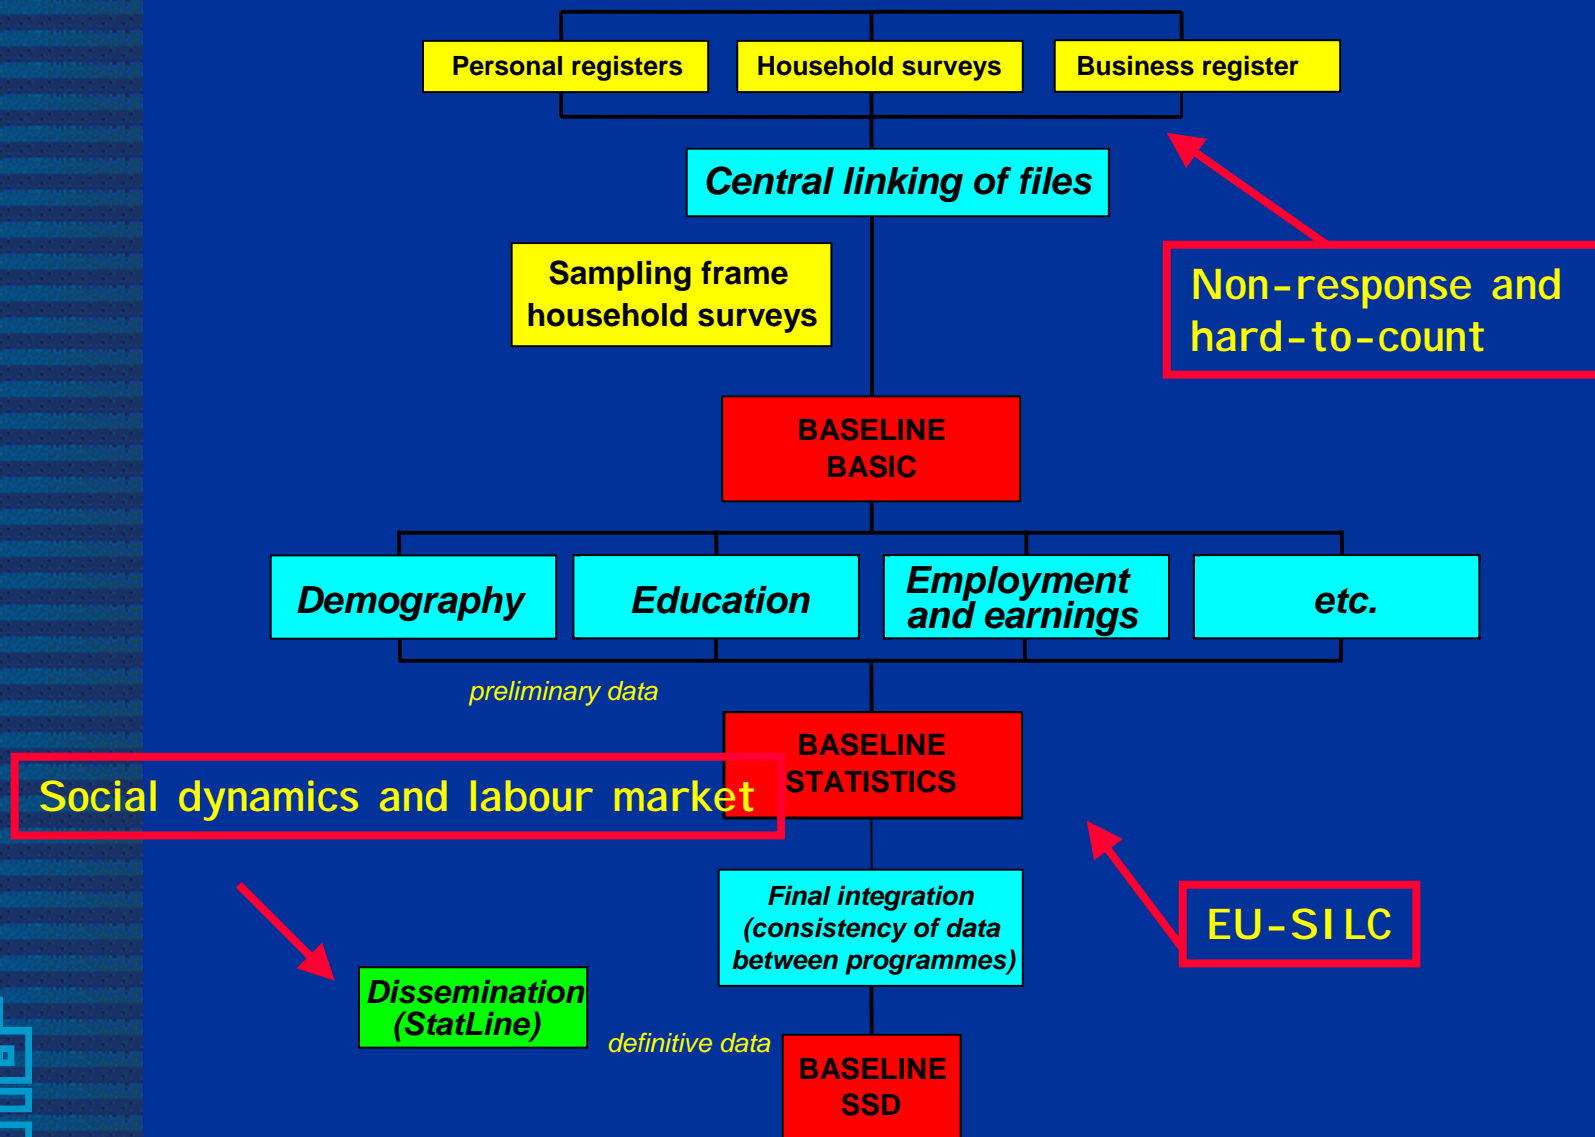 Personal registers
Household surveys
Business register
Central linking of files
Sampling frame
household surveys
Non-response and
hard-to-count
BASELINE
BASIC
Demography
Education
Employment
and earnings
etc.
preliminary data
BASELINE
STATISTICS
Social dynamics and labour market
Final integration
(consistency of data
between programmes)
EU-SILC
Dissemination
(StatLine)
definitive data
BASELINE
SSD